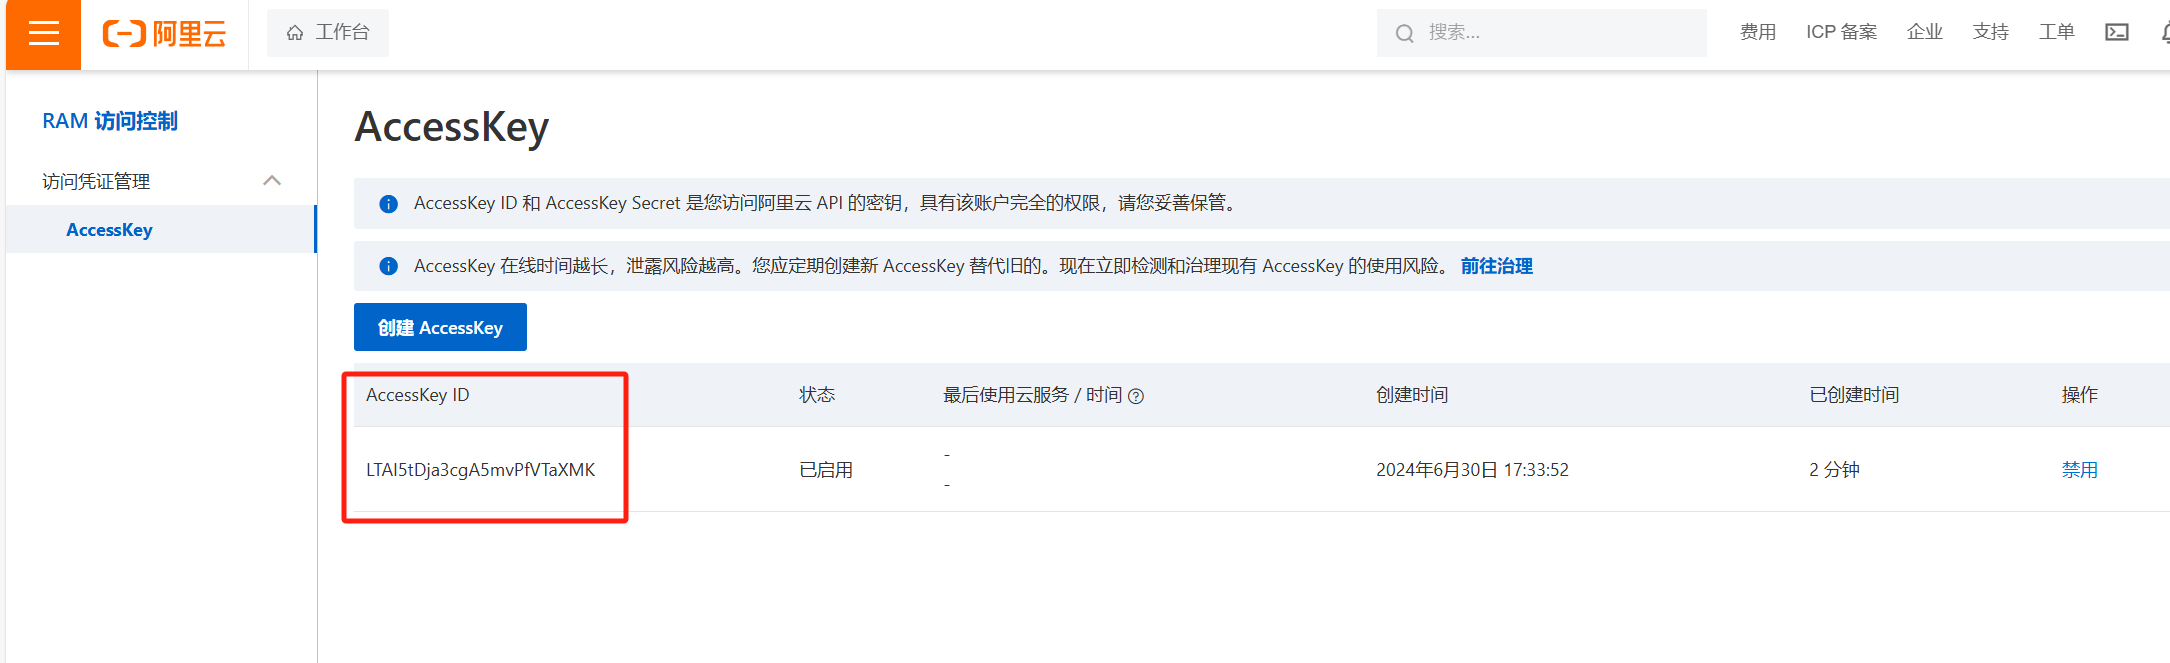 阿里云
工作台
搜索...
费用
ICP 备案
企业
支持
工单
RAM 访问控制
访问凭证管理
AccessKey
AccessKey
AccessKey ID 和 AccessKey Secret 是您访问阿里云 API 的密钥，具有该账户完全的权限，请您妥善保管。
AccessKey 在线时间越长，泄露风险越高。您应定期创建新 AccessKey 替代旧的。现在立即检测和治理现有 AccessKey 的使用风险。 前往治理
创建 AccessKey
AccessKey ID 状态 最后使用云服务 / 时间 创建时间 已创建时间 操作
LTAI5tDja3cgA5mvPfVTaXMK 已启用 - 2024年6月30日 17:33:52 2 分钟 禁用
-